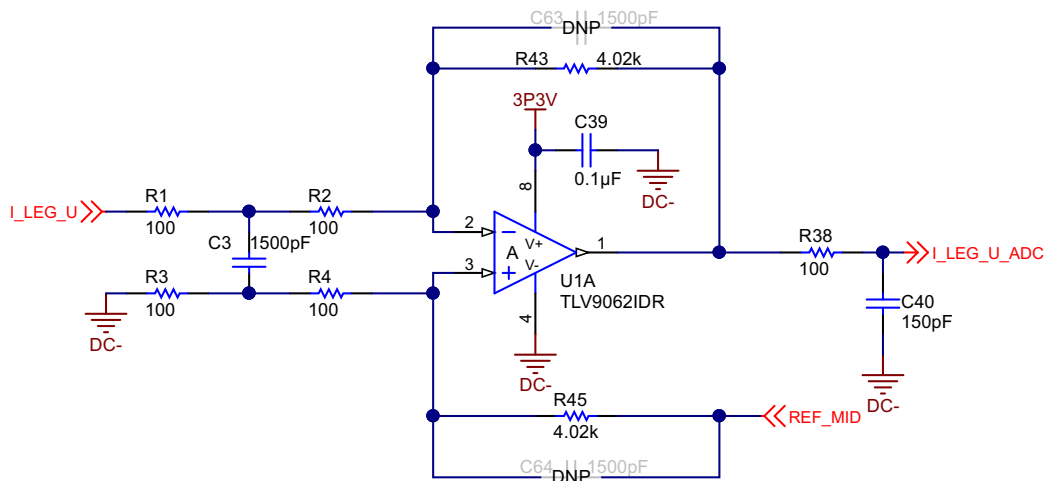 C63 1500pF
DNP
R43 4.02k
3P3V
C39
0.1µF
DC-
8
I_LEG_U
R1
100
R2
100
C3 1500pF
2
A
V+
V-
1
3
R3
100
R4
100
DC-
4
U1A
TLV9062IDR
DC-
R38
100
I_LEG_U_ADC
C40
150pF
DC-
R45
4.02k
REF_MID
C64_U 1500pF
DNP